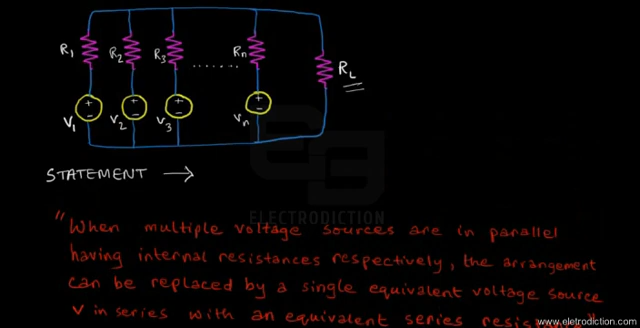 R1 R2 R3 ....... Rn RL
+ + + +
- - - -
V1 V2 V3 Vn
STATEMENT →
ELECTRODICTION
" When multiple voltage sources are in parallel
having internal resistances respectively, the arrangement
can be replaced by a single equivalent voltage source
V in series with an equivalent series resistance"
www.eletrodiction.com